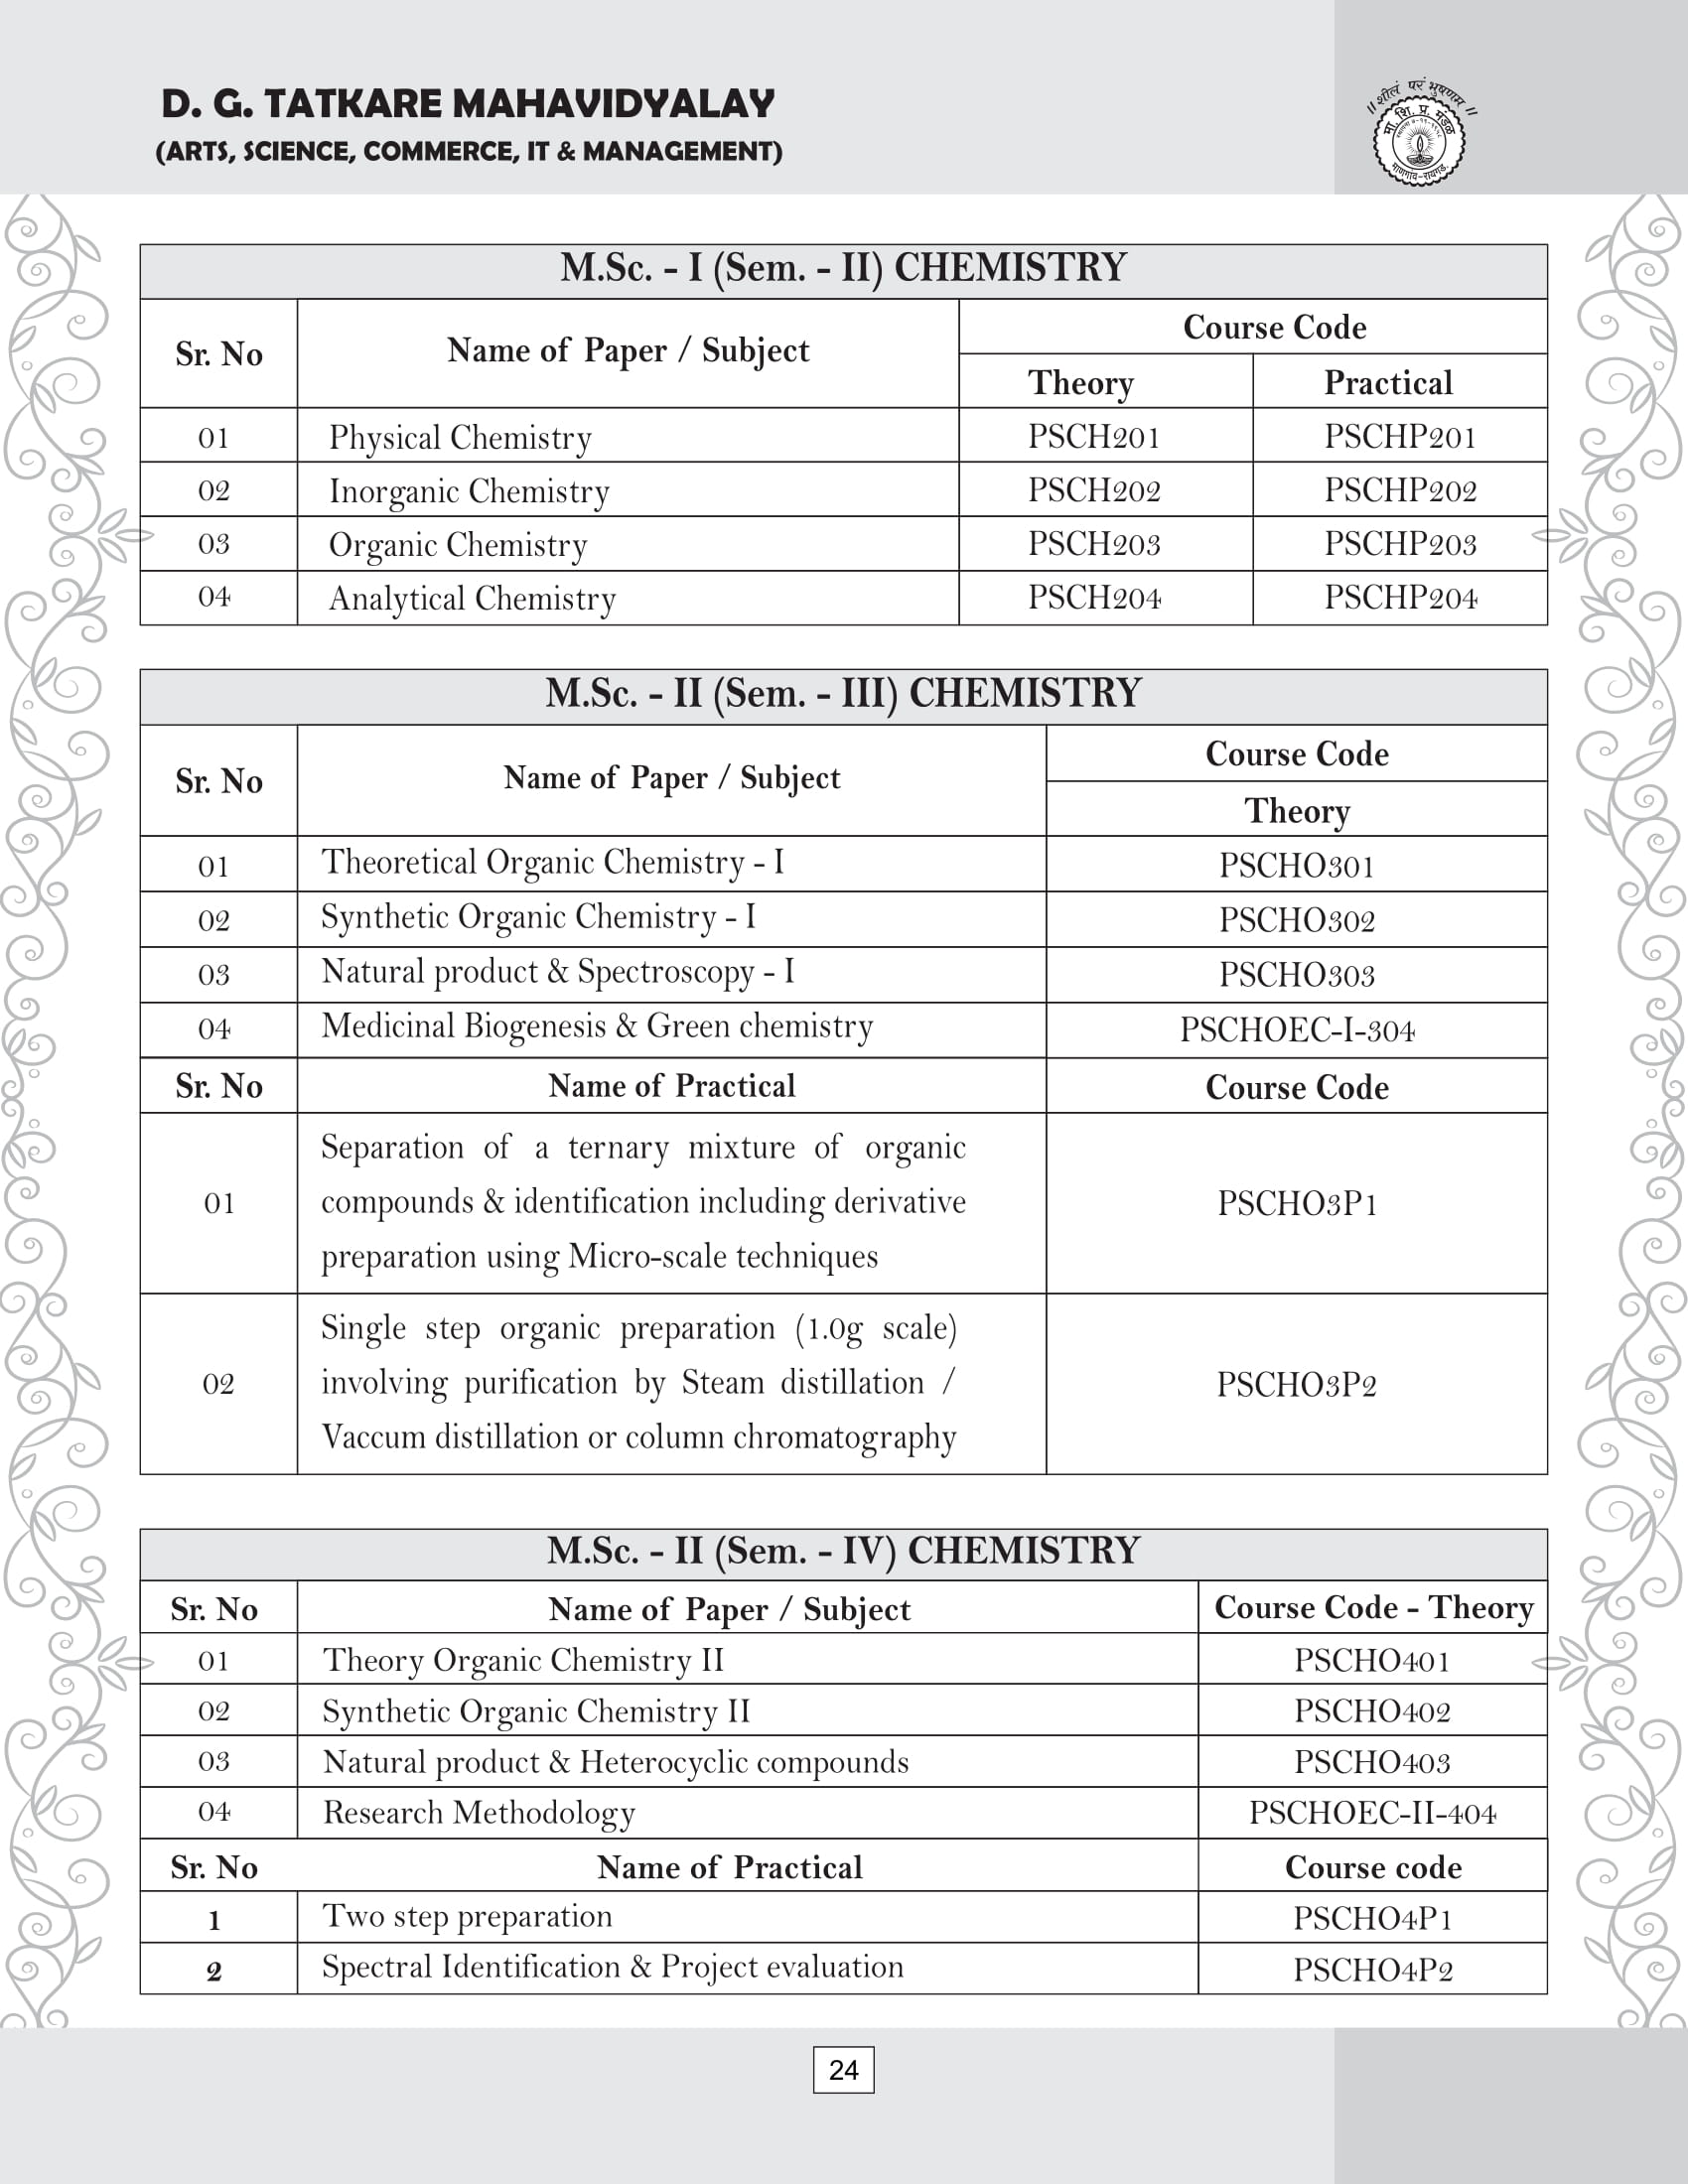 D. G. TATKARE MAHAVIDYALAY
(ARTS, SCIENCE, COMMERCE, IT & MANAGEMENT)
॥ शीलं परं भुषणम ॥
मा. शि. प्र. मंडळ
माणगांव-रायगड.
M.Sc. - I (Sem. - II) CHEMISTRY
Sr. No Name of Paper / Subject Course Code
Theory Practical
01 Physical Chemistry PSCH201 PSCHP201
02 Inorganic Chemistry PSCH202 PSCHP202
03 Organic Chemistry PSCH203 PSCHP203
04 Analytical Chemistry PSCH204 PSCHP204
M.Sc. - II (Sem. - III) CHEMISTRY
Sr. No Name of Paper / Subject Course Code
Theory
01 Theoretical Organic Chemistry - I PSCHO301
02 Synthetic Organic Chemistry - I PSCHO302
03 Natural product & Spectroscopy - I PSCHO303
04 Medicinal Biogenesis & Green chemistry PSCHOEC-I-304
Sr. No Name of Practical Course Code
Separation of a ternary mixture of organic
01 compounds & identification including derivative PSCHO3P1
preparation using Micro-scale techniques
Single step organic preparation (1.0g scale)
02 involving purification by Steam distillation / PSCHO3P2
Vaccum distillation or column chromatography
M.Sc. - II (Sem. - IV) CHEMISTRY
Sr. No Name of Paper / Subject Course Code - Theory
01 Theory Organic Chemistry II PSCHO401
02 Synthetic Organic Chemistry II PSCHO402
03 Natural product & Heterocyclic compounds PSCHO403
04 Research Methodology PSCHOEC-II-404
Sr. No Name of Practical Course code
1 Two step preparation PSCHO4P1
2 Spectral Identification & Project evaluation PSCHO4P2
24